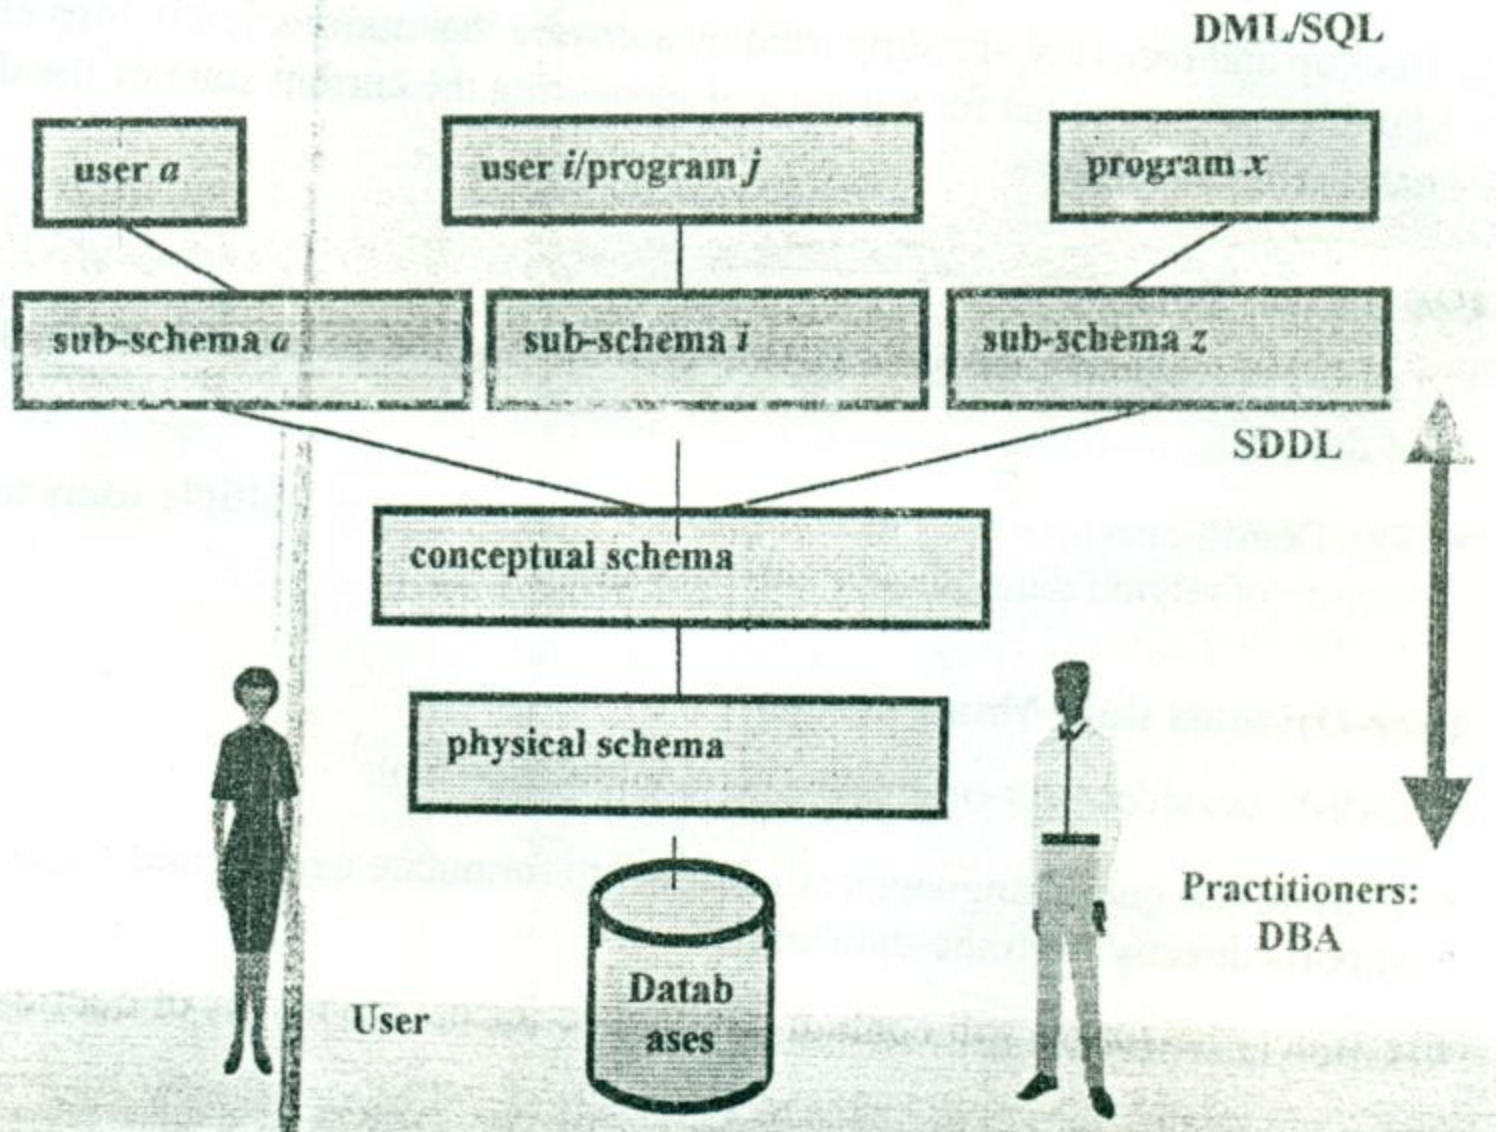 DML/SQL
user a
user i/program j
program x
sub-schema a
sub-schema i
sub-schema z
SDDL
conceptual schema
physical schema
Practitioners:
DBA
User
Datab
ases